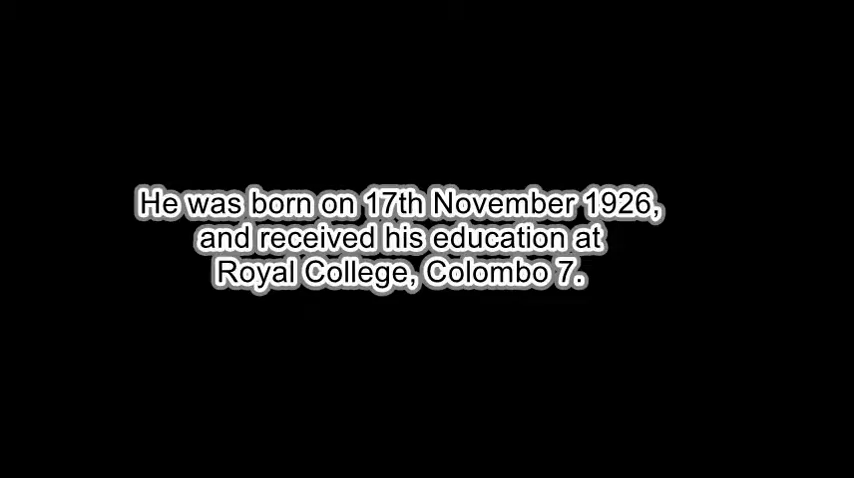 He was born on 17th November 1926,
and received his education at
Royal College, Colombo 7.